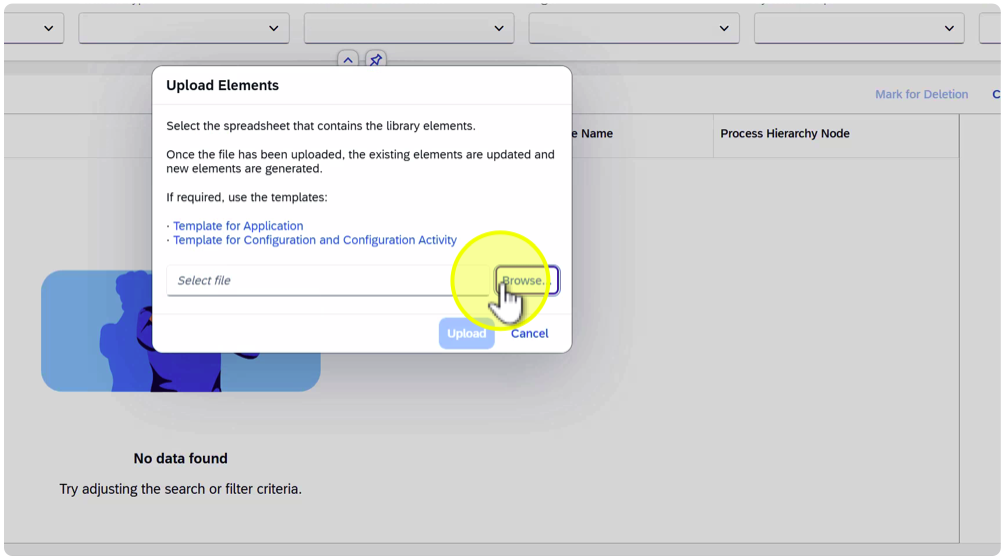 Mark for Deletion
C
Upload Elements
Select the spreadsheet that contains the library elements.
e Name
Process Hierarchy Node
Once the file has been uploaded, the existing elements are updated and
new elements are generated.
If required, use the templates:
· Template for Application
· Template for Configuration and Configuration Activity
Select file
Browse...
Upload
Cancel
No data found
Try adjusting the search or filter criteria.